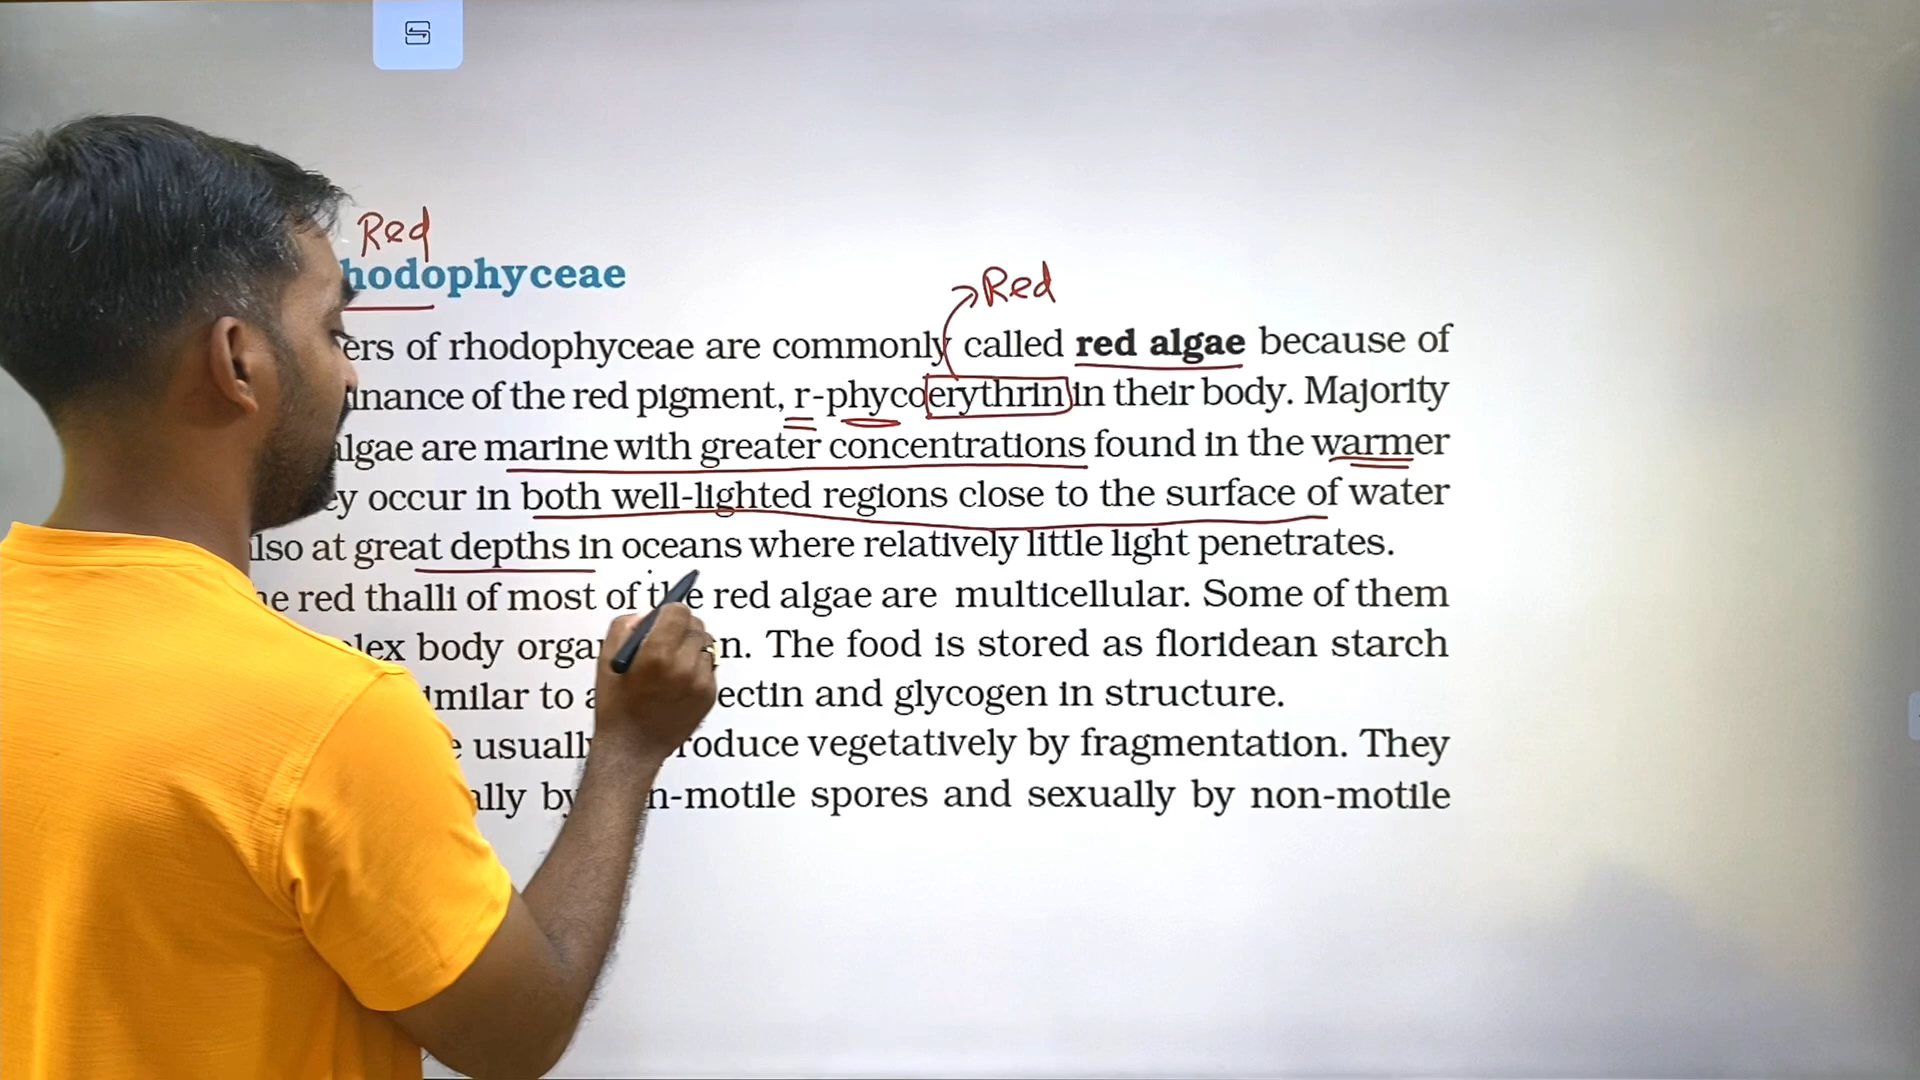 Red
hodophyceae
Red
ers of rhodophyceae are commonly called red algae because of
inance of the red pigment, r-phycoerythrin in their body. Majority
algae are marine with greater concentrations found in the warmer
ey occur in both well-lighted regions close to the surface of water
lso at great depths in oceans where relatively little light penetrates.
he red thalli of most of the red algae are multicellular. Some of them
lex body orga n. The food is stored as floridean starch
imilar to a ectin and glycogen in structure.
e usually roduce vegetatively by fragmentation. They
ally by n-motile spores and sexually by non-motile